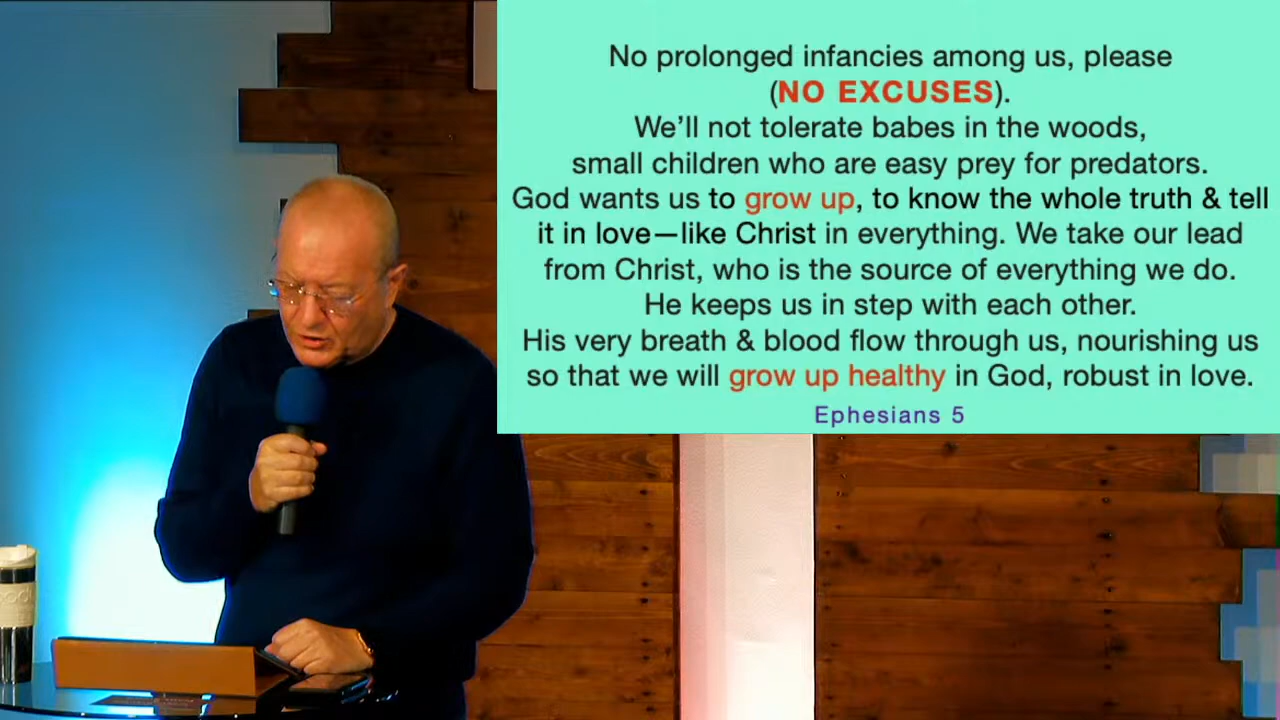 No prolonged infancies among us, please
(NO EXCUSES).
We’ll not tolerate babes in the woods,
small children who are easy prey for predators.
God wants us to grow up, to know the whole truth & tell
it in love—like Christ in everything. We take our lead
from Christ, who is the source of everything we do.
He keeps us in step with each other.
His very breath & blood flow through us, nourishing us
so that we will grow up healthy in God, robust in love.
Ephesians 5